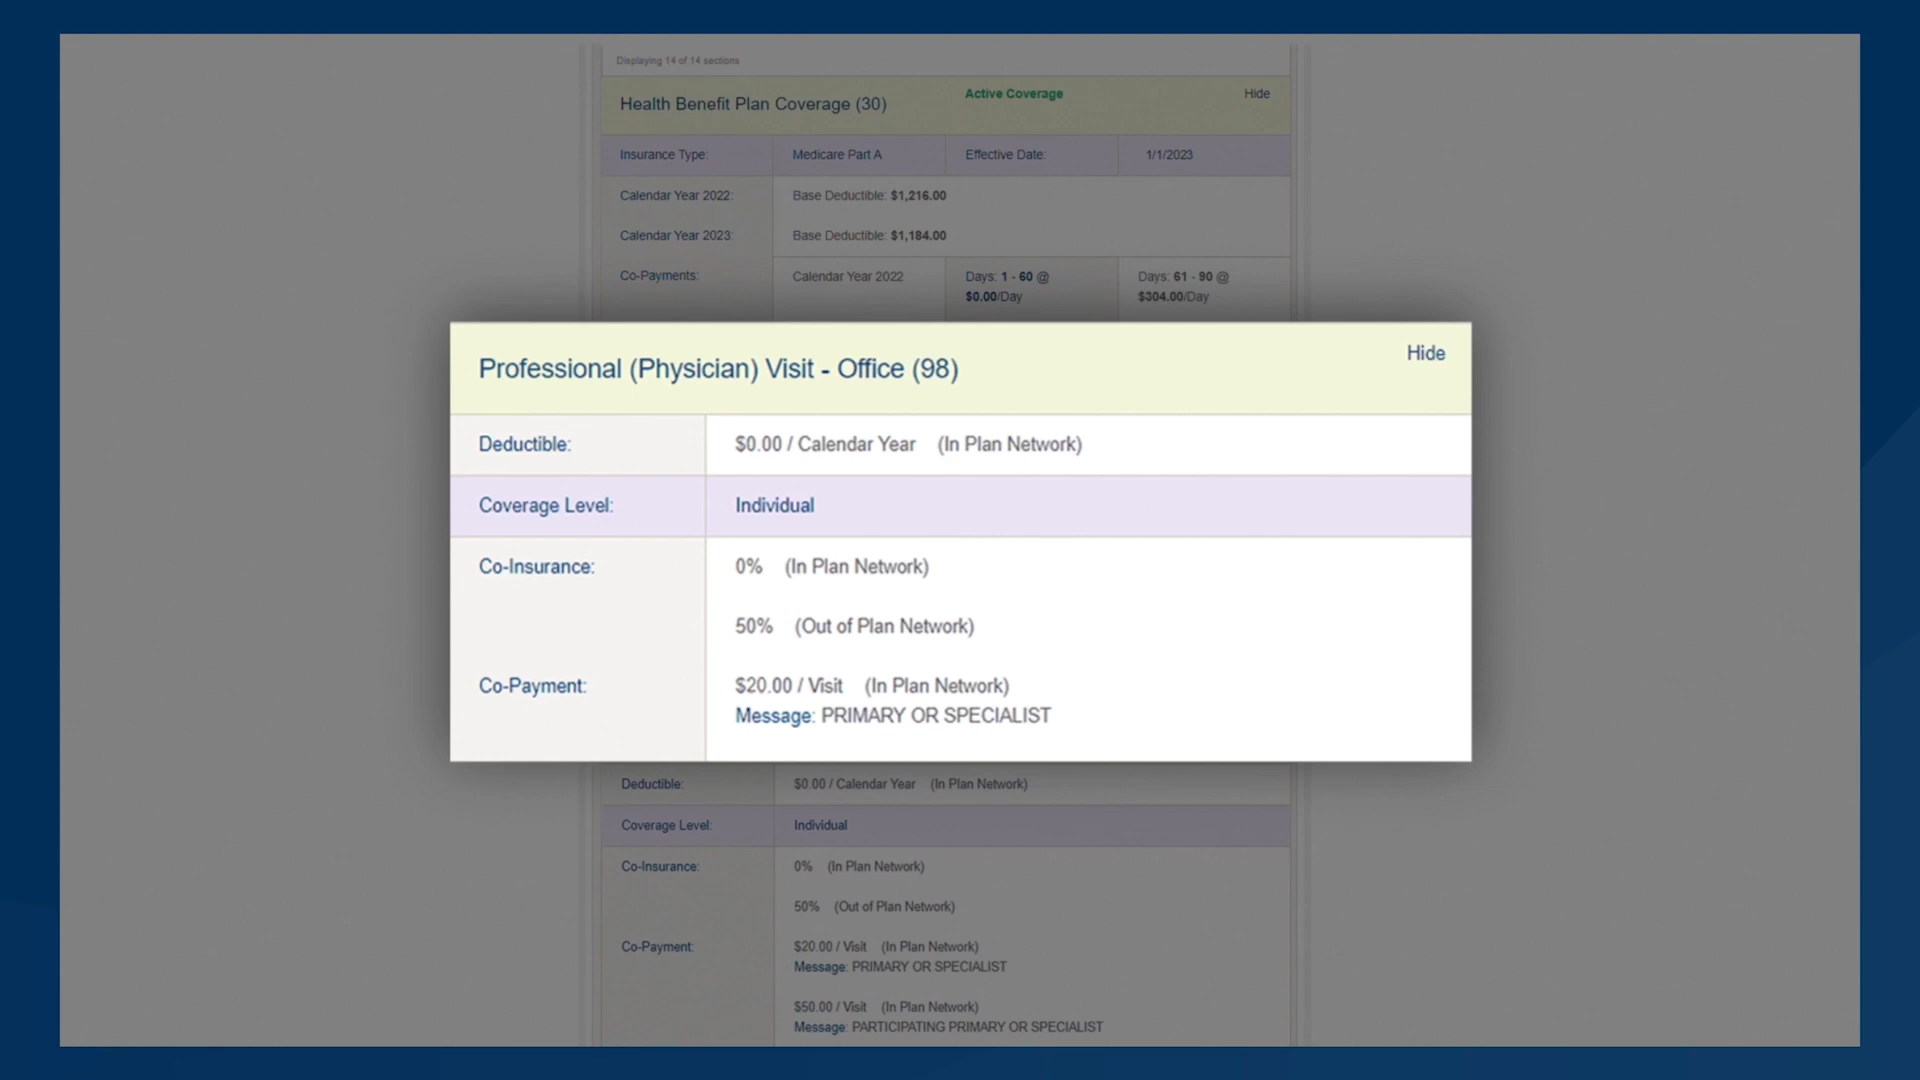 Displaying 14 of 14 sections
Health Benefit Plan Coverage (30) Active Coverage Hide
Insurance Type: Medicare Part A Effective Date: 1/1/2023
Calendar Year 2022: Base Deductible: $1,216.00
Calendar Year 2023: Base Deductible: $1,184.00
Co-Payments: Calendar Year 2022 Days: 1 - 60 @ Days: 61 - 90 @
$0.00/Day $304.00/Day
Professional (Physician) Visit - Office (98) Hide
Deductible: $0.00 / Calendar Year (In Plan Network)
Coverage Level: Individual
Co-Insurance: 0% (In Plan Network)
50% (Out of Plan Network)
Co-Payment: $20.00 / Visit (In Plan Network)
Message: PRIMARY OR SPECIALIST
Deductible: $0.00 / Calendar Year (In Plan Network)
Coverage Level: Individual
Co-Insurance: 0% (In Plan Network)
50% (Out of Plan Network)
Co-Payment: $20.00 / Visit (In Plan Network)
Message: PRIMARY OR SPECIALIST
$50.00 / Visit (In Plan Network)
Message: PARTICIPATING PRIMARY OR SPECIALIST